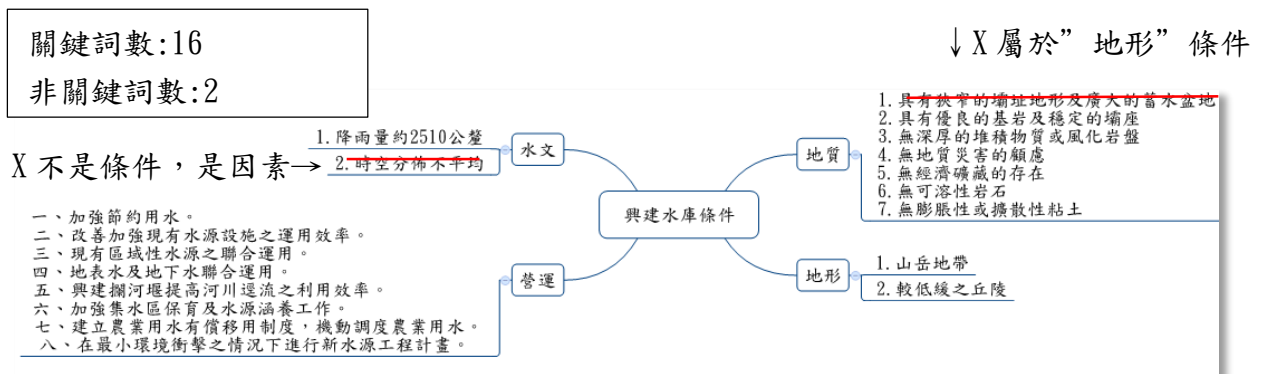 關鍵詞數:16
非關鍵詞數:2
↓X屬於”地形”條件
1.降雨量約2510公釐
2.時空分佈不平均
水文
X不是條件，是因素→
一、加強節約用水。
二、改善加強現有水源設施之運用效率。
三、現有區域性水源之聯合運用。
四、地表水及地下水聯合運用。
五、興建攔河堰提高河川逕流之利用效率。
六、加強集水區保育及水源涵養工作。
七、建立農業用水有償移用制度，機動調度農業用水。
八、在最小環境衝擊之情況下進行新水源工程計畫。
營運
興建水庫條件
地質
1.具有狹窄的壩址地形及廣大的蓄水盆地
2.具有優良的基岩及穩定的壩座
3.無深厚的堆積物質或風化岩盤
4.無地質災害的顧慮
5.無經濟礦藏的存在
6.無可溶性岩石
7.無膨脹性或擴散性粘土
地形
1.山岳地帶
2.較低緩之丘陵